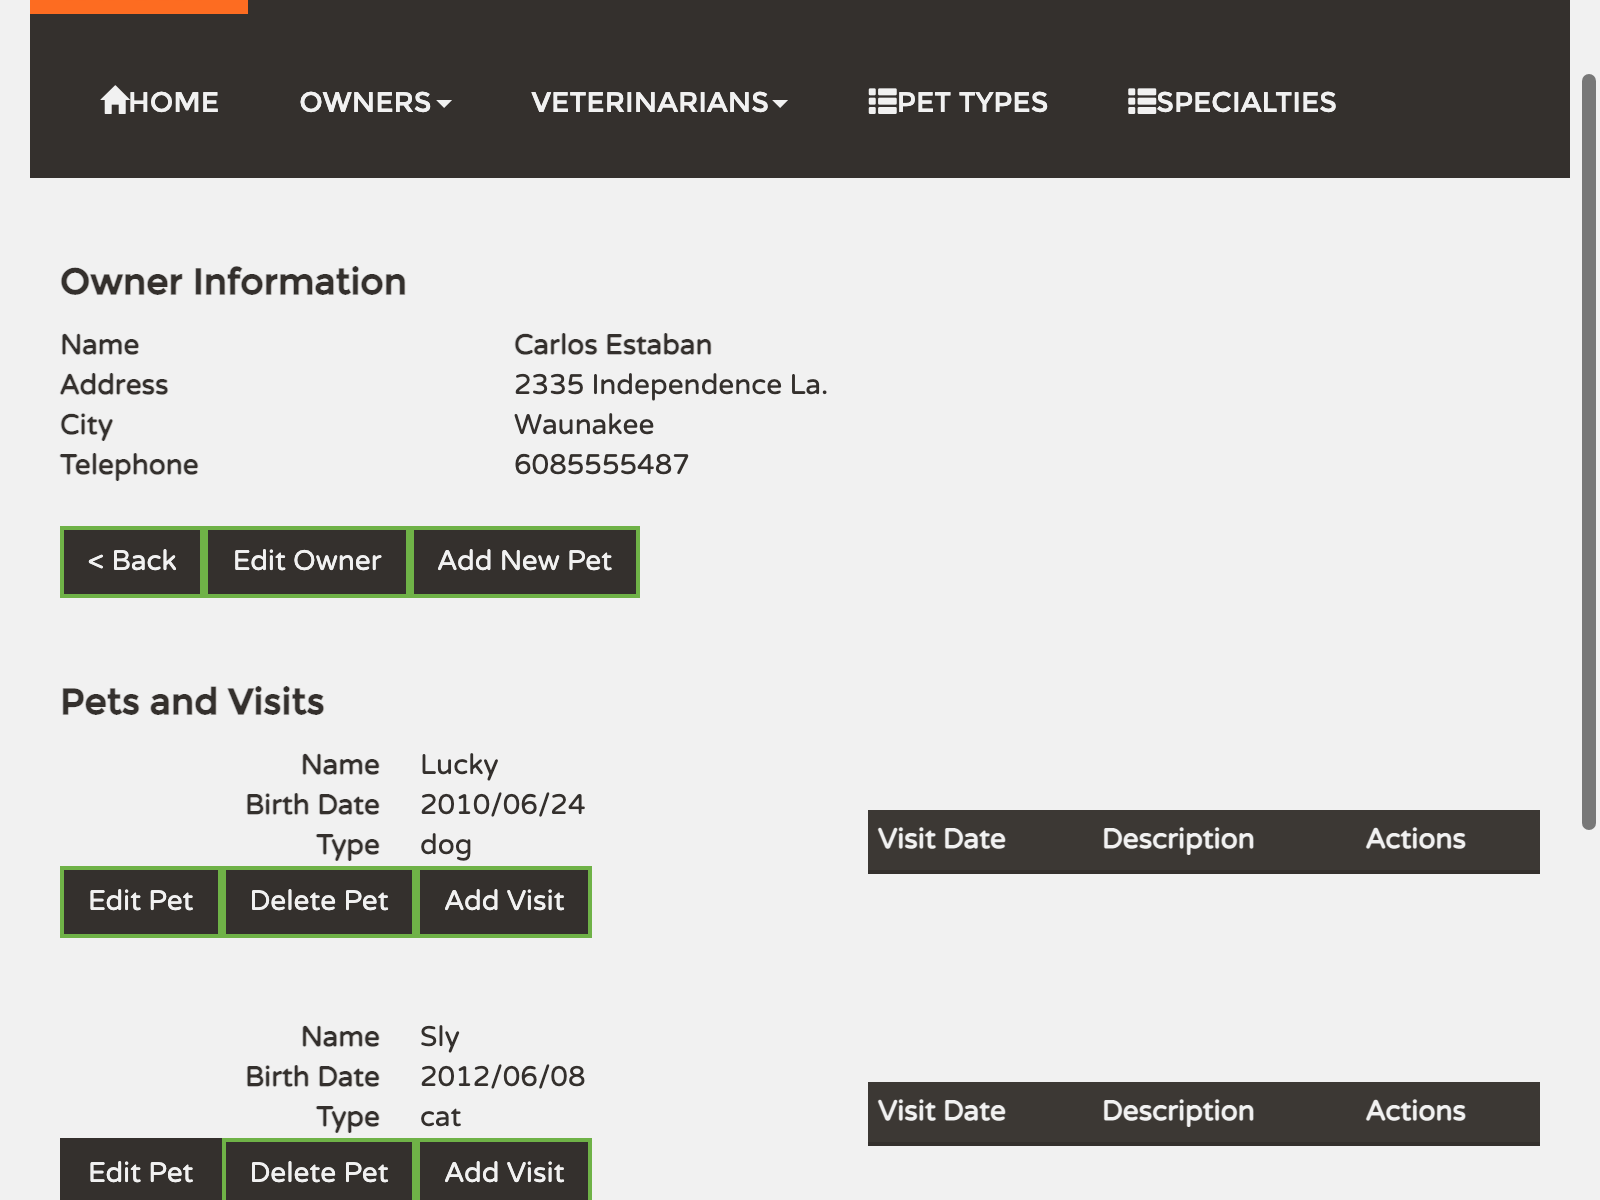 HOME OWNERS VETERINARIANS PET TYPES SPECIALTIES
Owner Information
Name Carlos Estaban
Address 2335 Independence La.
City Waunakee
Telephone 6085555487
< Back Edit Owner Add New Pet
Pets and Visits
Name Lucky
Birth Date 2010/06/24
Type dog
Edit Pet Delete Pet Add Visit
Visit Date Description Actions
Name Sly
Birth Date 2012/06/08
Type cat
Edit Pet Delete Pet Add Visit
Visit Date Description Actions